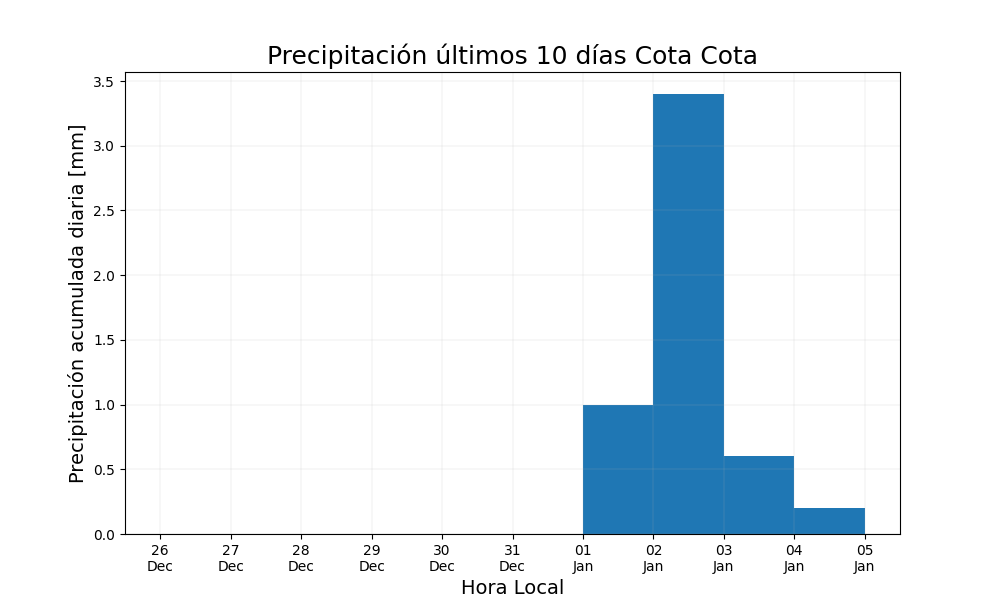 Precipitación últimos 10 días Cota Cota
Precipitación acumulada diaria [mm]
3.5
3.0
2.5
2.0
1.5
1.0
0.5
0.0
26 27 28 29 30 31 01 02 03 04 05
Dec Dec Dec Dec Dec Dec Jan Jan Jan Jan Jan
Hora Local